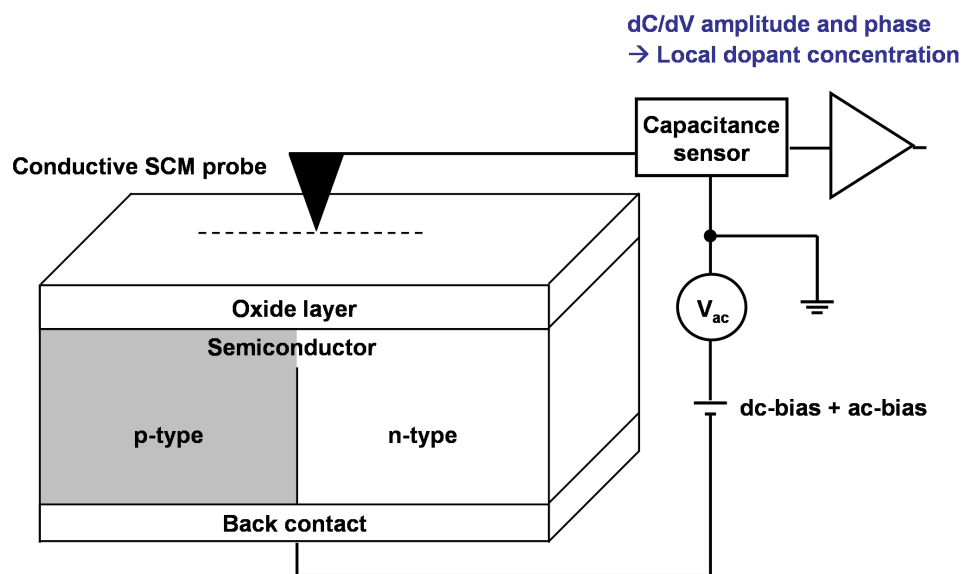 dC/dV amplitude and phase
→ Local dopant concentration
Capacitance
sensor
Conductive SCM probe
Oxide layer
Vac
Semiconductor
dc-bias + ac-bias
p-type
n-type
Back contact